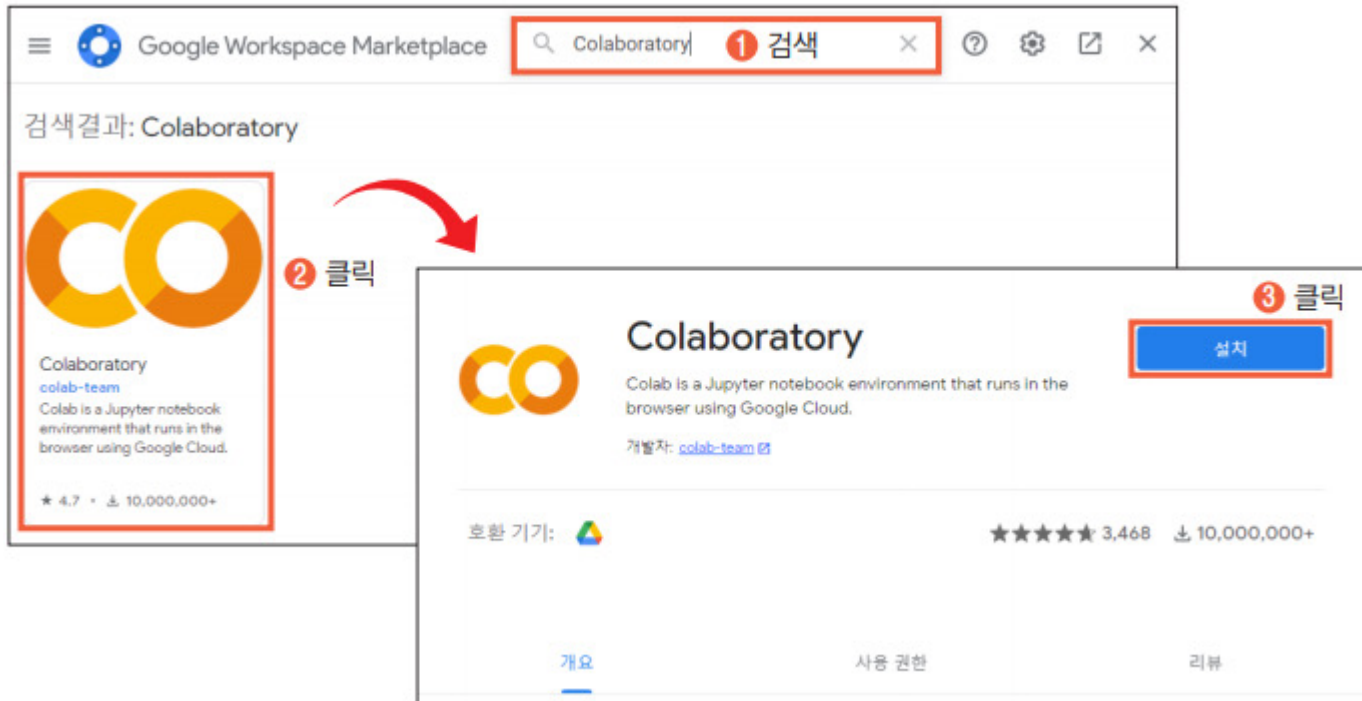 Google Workspace Marketplace
Colaboratory
❶ 검색
검색결과: Colaboratory
Colaboratory
colab-team
Colab is a Jupyter notebook
environment that runs in the
browser using Google Cloud.
★ 4.7 • 10,000,000+
❷ 클릭
❸ 클릭
Colaboratory
설치
Colab is a Jupyter notebook environment that runs in the
browser using Google Cloud.
개발자: colab-team
호환 기기:
3,468 10,000,000+
개요 사용 권한 리뷰